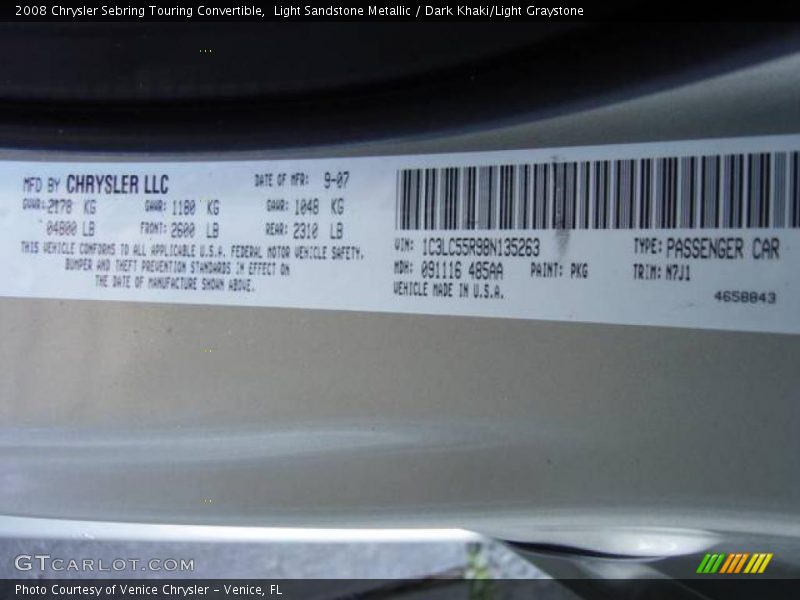 2008 Chrysler Sebring Touring Convertible,  Light Sandstone Metallic / Dark Khaki/Light Graystone
MFD BY CHRYSLER LLC DATE OF MFR: 9-07
GVWR: 2178 KG GAWR: 1180 KG GAWR: 1048 KG
04800 LB FRONT: 2600 LB REAR: 2310 LB
THIS VEHICLE CONFORMS TO ALL APPLICABLE U.S.A. FEDERAL MOTOR VEHICLE SAFETY,
BUMPER AND THEFT PREVENTION STANDARDS IN EFFECT ON
THE DATE OF MANUFACTURE SHOWN ABOVE.
VIN: 1C3LC55R98N135263 TYPE: PASSENGER CAR
MDH: 091116 485AA PAINT: PKG TRIM: N7J1
VEHICLE MADE IN U.S.A.
4658843
GTCARLOT.COM
Photo Courtesy of Venice Chrysler - Venice, FL